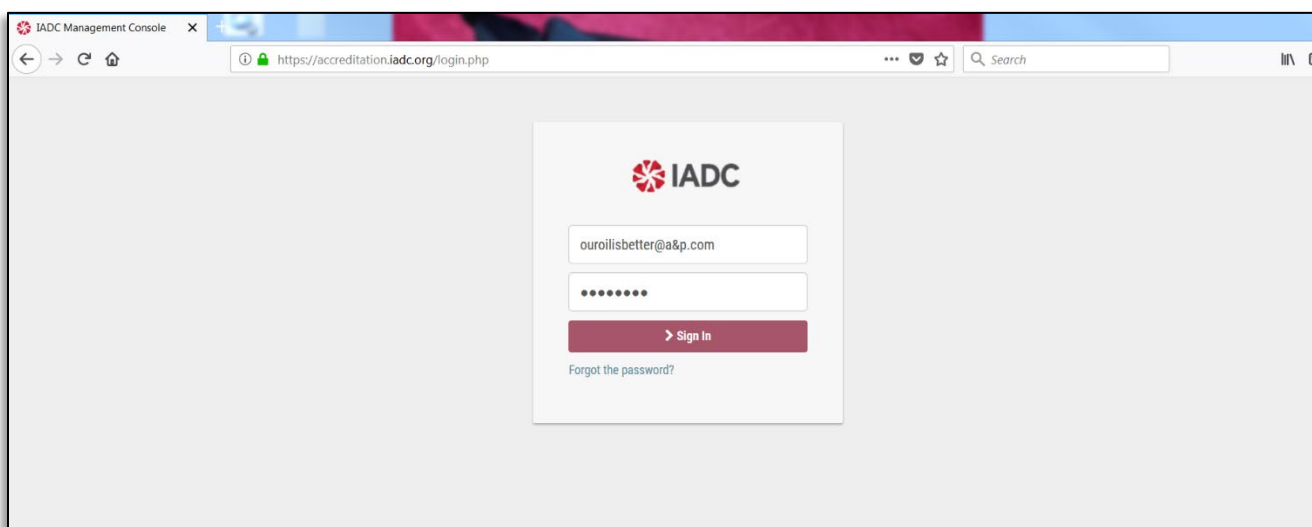 IADC Management Console
https://accreditation.iadc.org/login.php
Search
IADC
ouroilisbetter@a&p.com
••••••••
Sign In
Forgot the password?